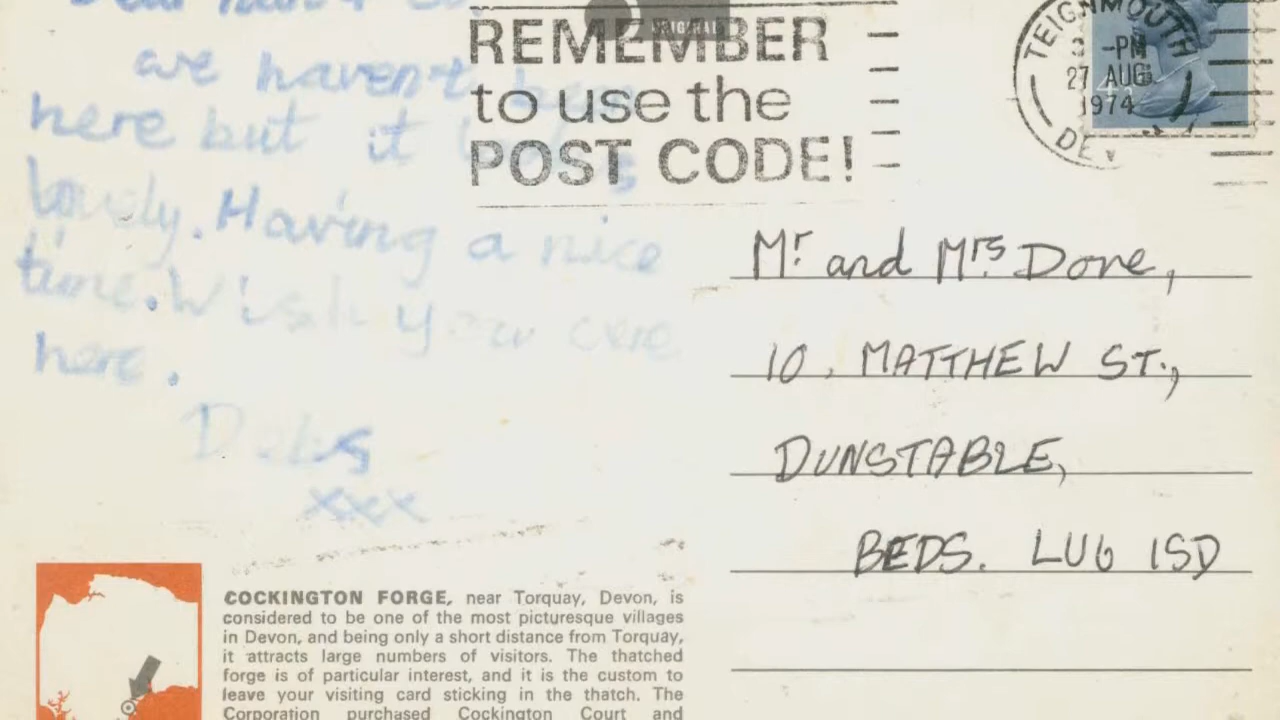 we haven't
here but it
lovely. Having a nice
time. Wish you
here.
Debs
xxx
REMEMBER
to use the
POST CODE!
TEIGNMOUTH
-PM
27 AUG
1974
DEV
Mr and Mrs Dore,
10, MATTHEW ST.,
DUNSTABLE,
BEDS. LU6 1SD
COCKINGTON FORGE, near Torquay, Devon, is
considered to be one of the most picturesque villages
in Devon, and being only a short distance from Torquay,
it attracts large numbers of visitors. The thatched
forge is of particular interest, and it is the custom to
leave your visiting card sticking in the thatch. The
Corporation purchased Cockington Court and